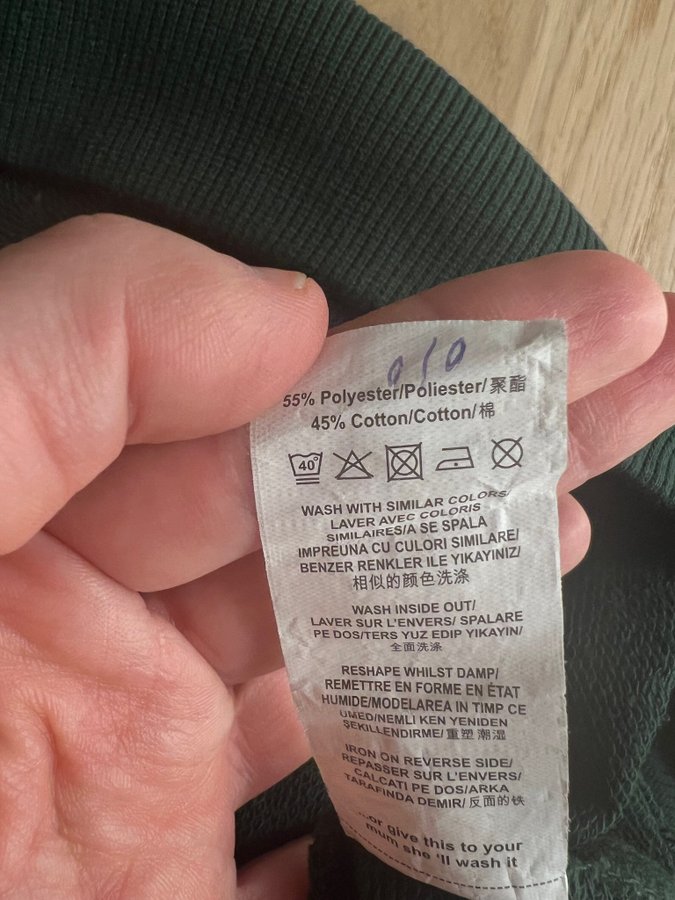 010
55% Polyester/Poliester/聚酯
45% Cotton/Cotton/棉
40°
WASH WITH SIMILAR COLORS/
LAVER AVEC COLORIS
SIMILAIRES/A SE SPALA
IMPREUNA CU CULORI SIMILARE/
BENZER RENKLER ILE YIKAYINIZ/
相似的颜色洗涤
WASH INSIDE OUT/
LAVER SUR L'ENVERS/ SPALARE
PE DOS/TERS YUZ EDIP YIKAYIN/
全面洗涤
RESHAPE WHILST DAMP/
REMETTRE EN FORME EN ÉTAT
HUMIDE/MODELAREA IN TIMP CE
UMED/NEMLI KEN YENIDEN
ŞEKILLENDIRME/重塑潮湿
IRON ON REVERSE SIDE/
REPASSER SUR L'ENVERS/
CALCATI PE DOS/ARKA
TARAFINDA DEMIR/反面的铁
...or give this to your
mum she 'll wash it